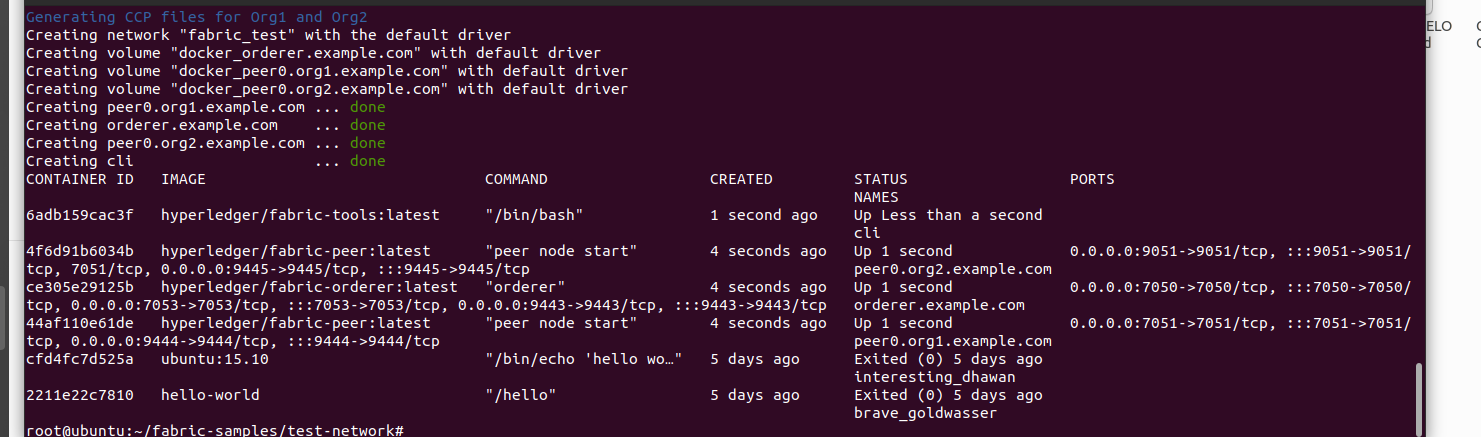 Generating CCP files for Org1 and Org2
Creating network "fabric_test" with the default driver
Creating volume "docker_orderer.example.com" with default driver
Creating volume "docker_peer0.org1.example.com" with default driver
Creating volume "docker_peer0.org2.example.com" with default driver
Creating peer0.org1.example.com ... done
Creating orderer.example.com    ... done
Creating peer0.org2.example.com ... done
Creating cli                    ... done
CONTAINER ID   IMAGE                               COMMAND                  CREATED         STATUS                  PORTS
NAMES
6adb159cac3f   hyperledger/fabric-tools:latest     "/bin/bash"              1 second ago    Up Less than a second
cli
4f6d91b6034b   hyperledger/fabric-peer:latest      "peer node start"        4 seconds ago   Up 1 second             0.0.0.0:9051->9051/tcp, :::9051->9051/
tcp, 7051/tcp, 0.0.0.0:9445->9445/tcp, :::9445->9445/tcp                                    peer0.org2.example.com
ce305e29125b   hyperledger/fabric-orderer:latest   "orderer"                4 seconds ago   Up 1 second             0.0.0.0:7050->7050/tcp, :::7050->7050/
tcp, 0.0.0.0:7053->7053/tcp, :::7053->7053/tcp, 0.0.0.0:9443->9443/tcp, :::9443->9443/tcp   orderer.example.com
44af110e61de   hyperledger/fabric-peer:latest      "peer node start"        4 seconds ago   Up 1 second             0.0.0.0:7051->7051/tcp, :::7051->7051/
tcp, 0.0.0.0:9444->9444/tcp, :::9444->9444/tcp                                              peer0.org1.example.com
cfd4fc7d525a   ubuntu:15.10                        "/bin/echo 'hello wo…"   5 days ago      Exited (0) 5 days ago
interesting_dhawan
2211e22c7810   hello-world                         "/hello"                 5 days ago      Exited (0) 5 days ago
brave_goldwasser
root@ubuntu:~/fabric-samples/test-network#